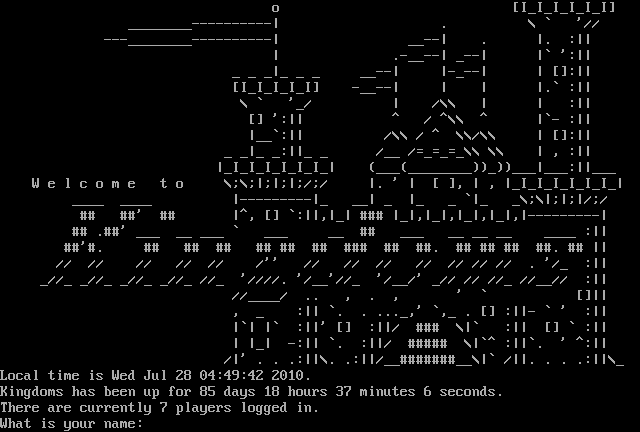 Welcome to
Kingdoms
Local time is Wed Jul 28 04:49:42 2010.
Kingdoms has been up for 85 days 18 hours 37 minutes 6 seconds.
There are currently 7 players logged in.
What is your name: